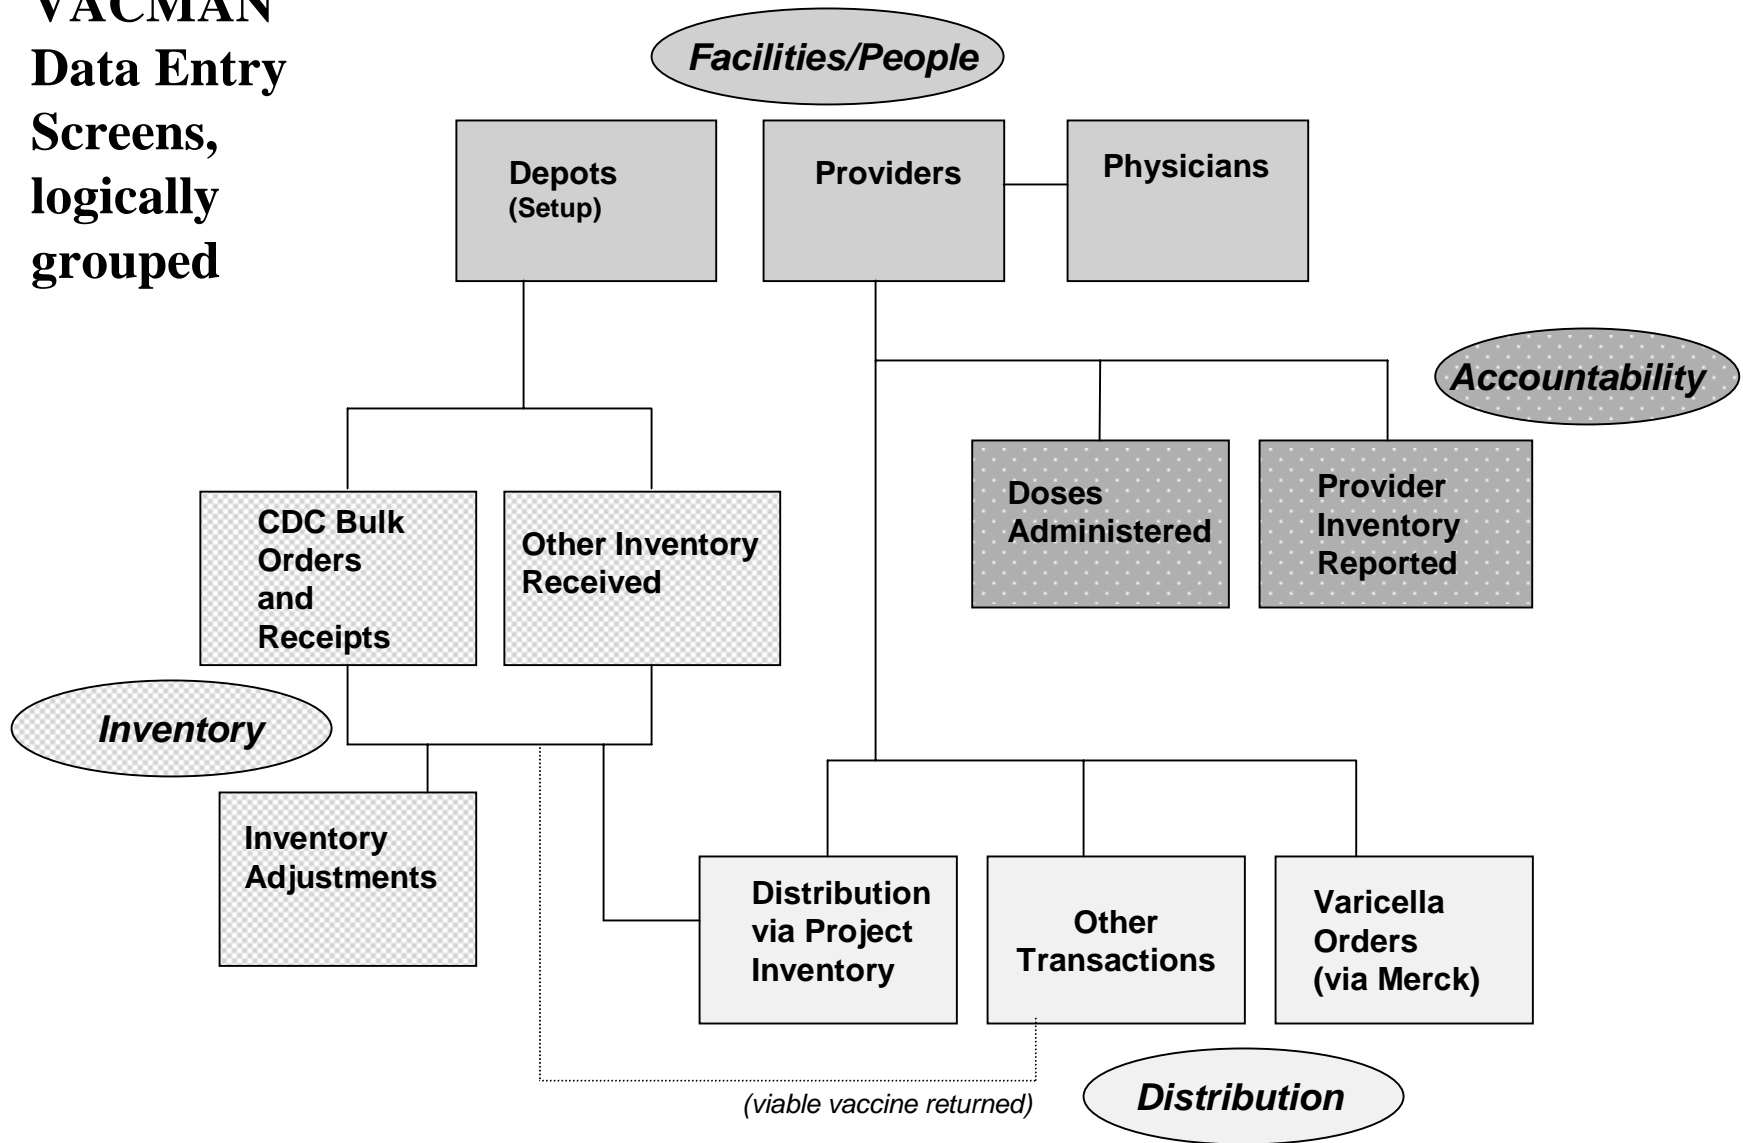 VACMAN
Data Entry
Screens,
logically
grouped
Facilities/People
Depots
(Setup)
Providers
Physicians
Accountability
Doses
Administered
Provider
Inventory
Reported
CDC Bulk
Orders
and
Receipts
Other Inventory
Received
Inventory
Inventory
Adjustments
Distribution
via Project
Inventory
Other
Transactions
Varicella
Orders
(via Merck)
(viable vaccine returned)
Distribution